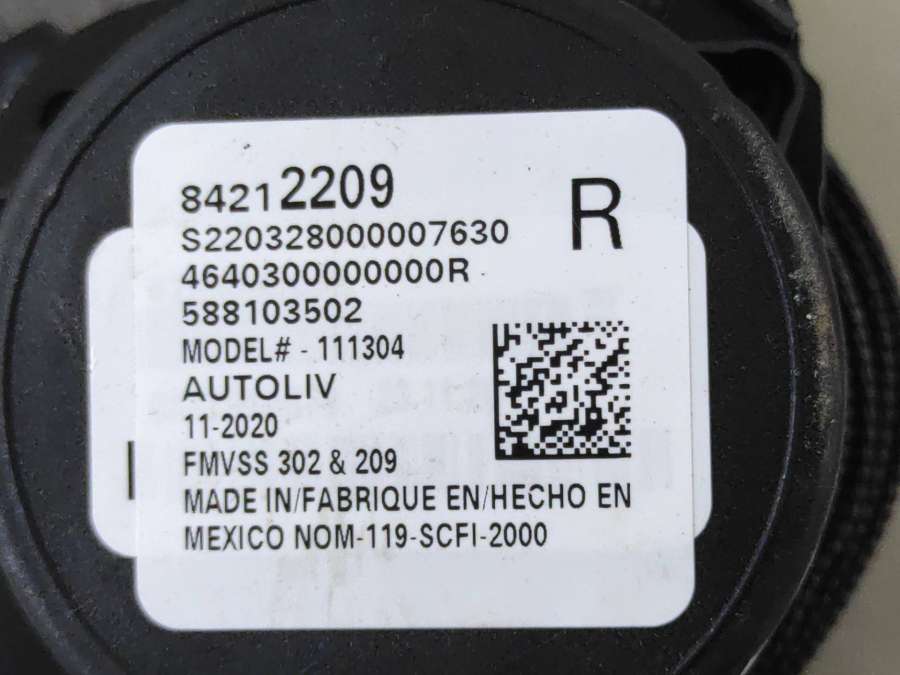 84212209 R
S220328000007630
4640300000000R
588103502
MODEL# - 111304
AUTOLIV
11-2020
FMVSS 302 & 209
MADE IN/FABRIQUE EN/HECHO EN
MEXICO NOM-119-SCFI-2000